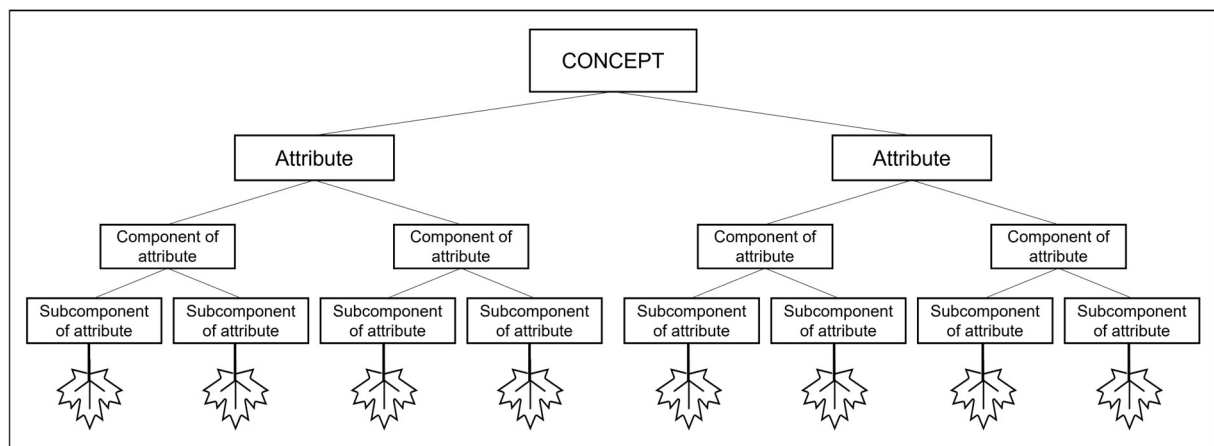 CONCEPT
Attribute
Attribute
Component of
attribute
Component of
attribute
Component of
attribute
Component of
attribute
Subcomponent
of attribute
Subcomponent
of attribute
Subcomponent
of attribute
Subcomponent
of attribute
Subcomponent
of attribute
Subcomponent
of attribute
Subcomponent
of attribute
Subcomponent
of attribute